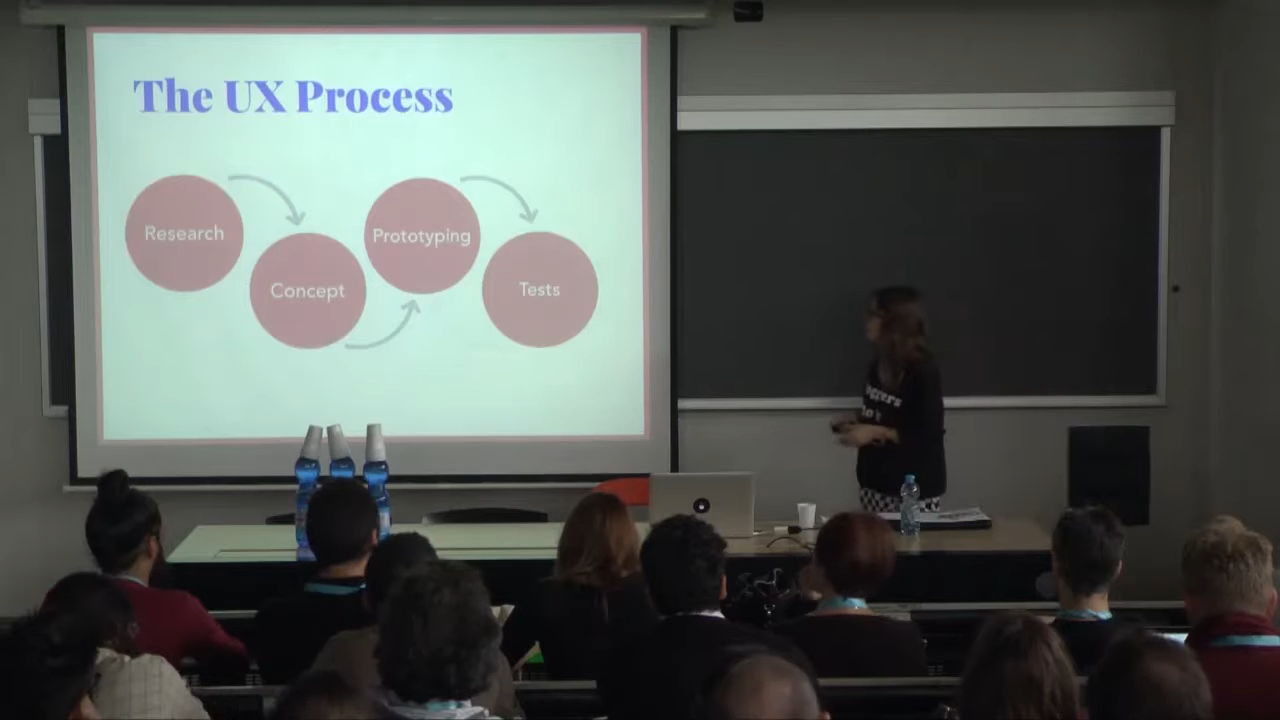 The UX Process
Research
Prototyping
Concept
Tests